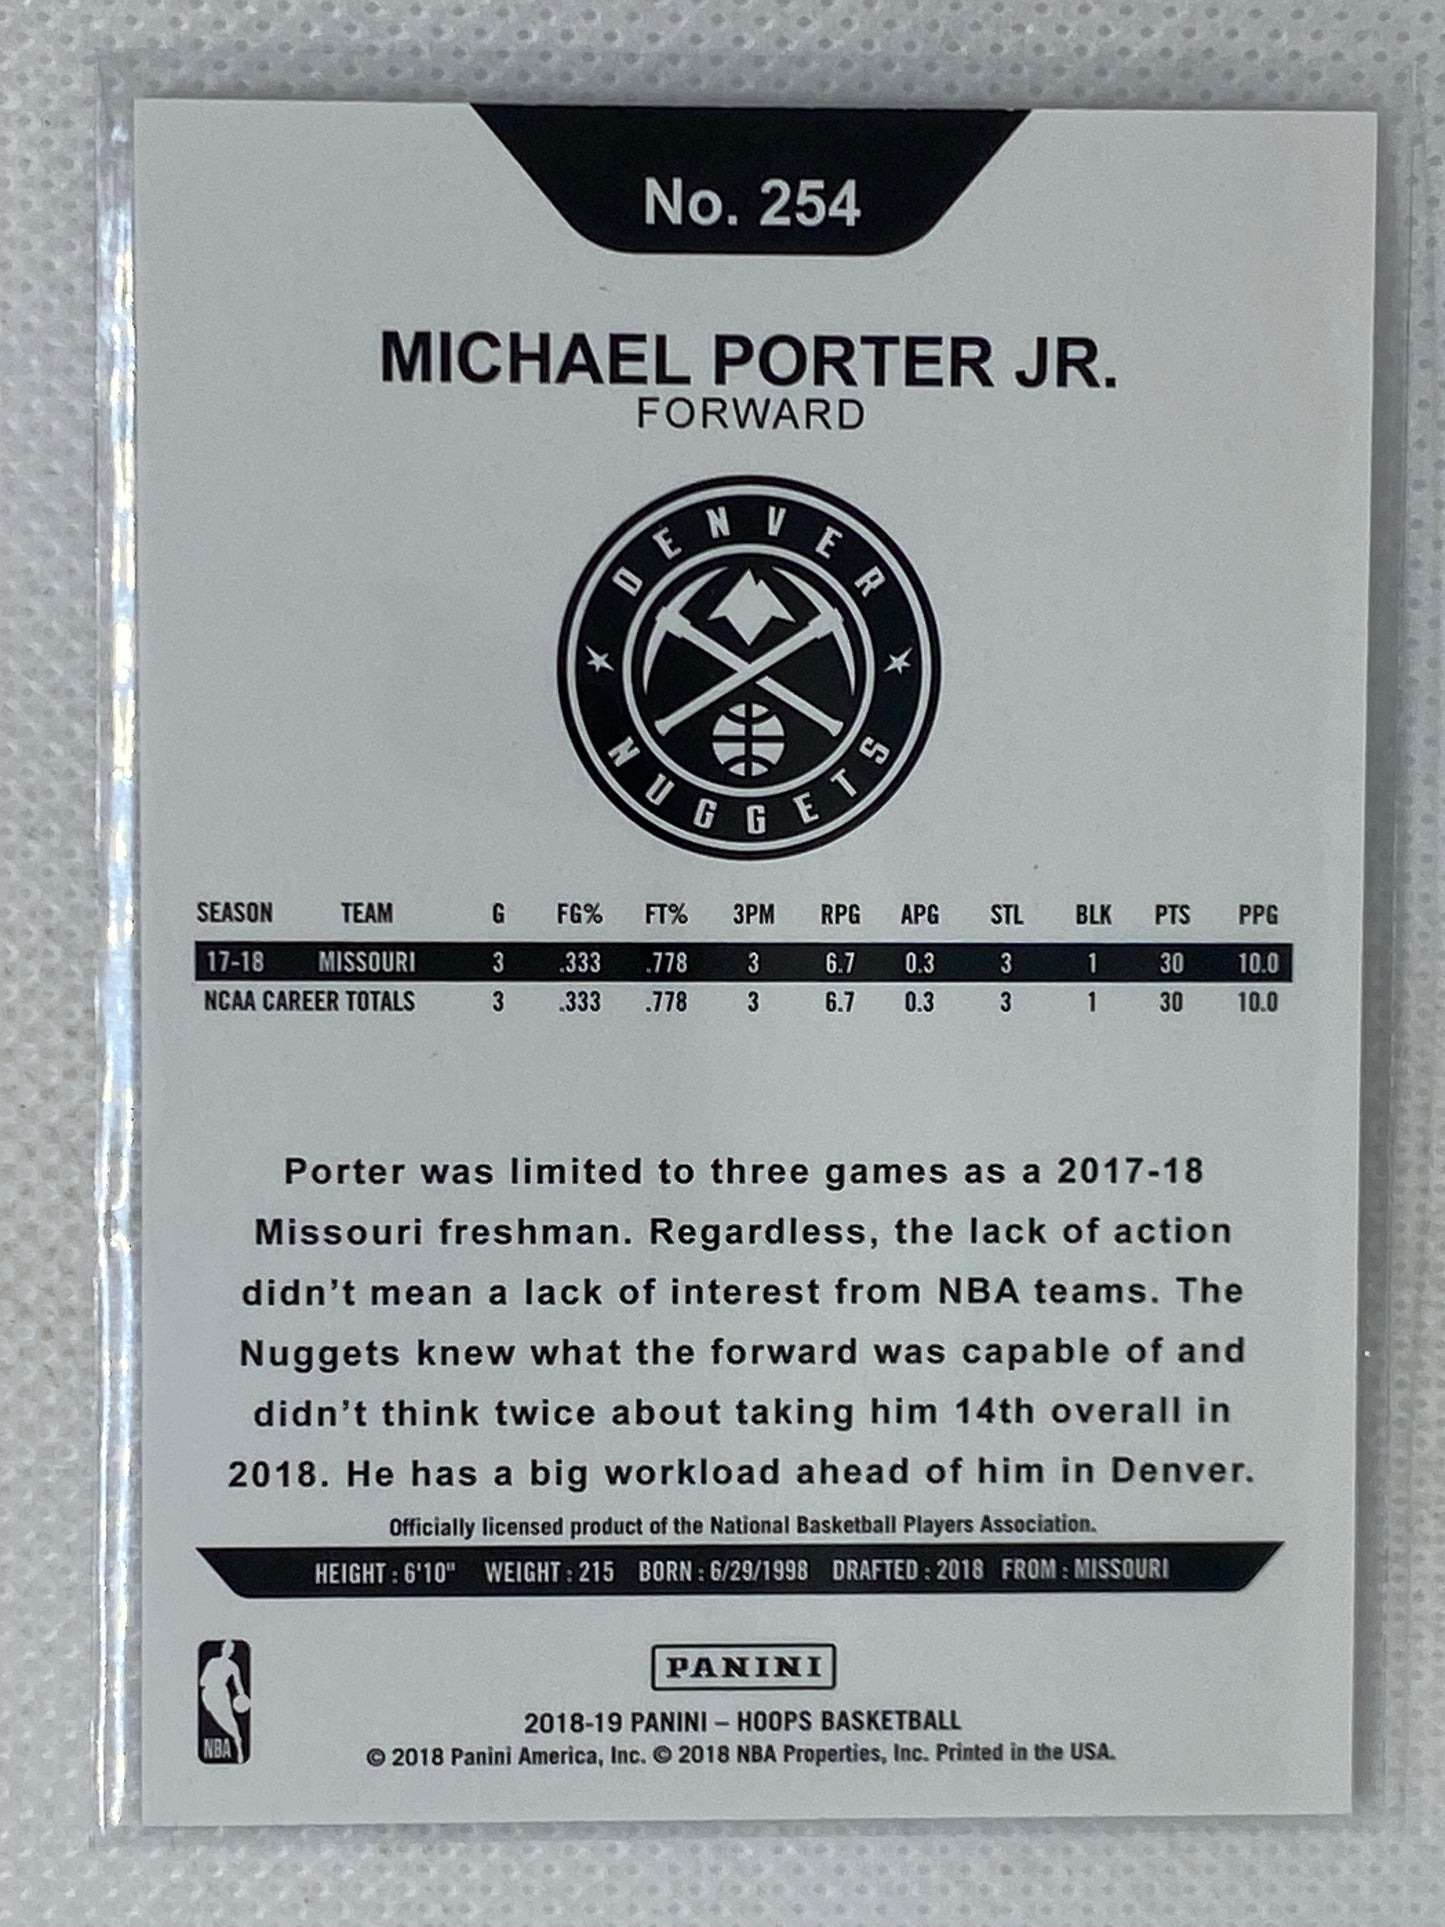 No. 254
MICHAEL PORTER JR.
FORWARD
DENVER
NUGGETS
SEASON TEAM G FG% FT% 3PM RPG APG STL BLK PTS PPG
17-18 MISSOURI 3 .333 .778 3 6.7 0.3 3 1 30 10.0
NCAA CAREER TOTALS 3 .333 .778 3 6.7 0.3 3 1 30 10.0
Porter was limited to three games as a 2017-18
Missouri freshman. Regardless, the lack of action
didn't mean a lack of interest from NBA teams. The
Nuggets knew what the forward was capable of and
didn't think twice about taking him 14th overall in
2018. He has a big workload ahead of him in Denver.
Officially licensed product of the National Basketball Players Association.
HEIGHT : 6'10" WEIGHT : 215 BORN : 6/29/1998 DRAFTED : 2018 FROM : MISSOURI
NBA
PANINI
2018-19 PANINI – HOOPS BASKETBALL
© 2018 Panini America, Inc. © 2018 NBA Properties, Inc. Printed in the USA.